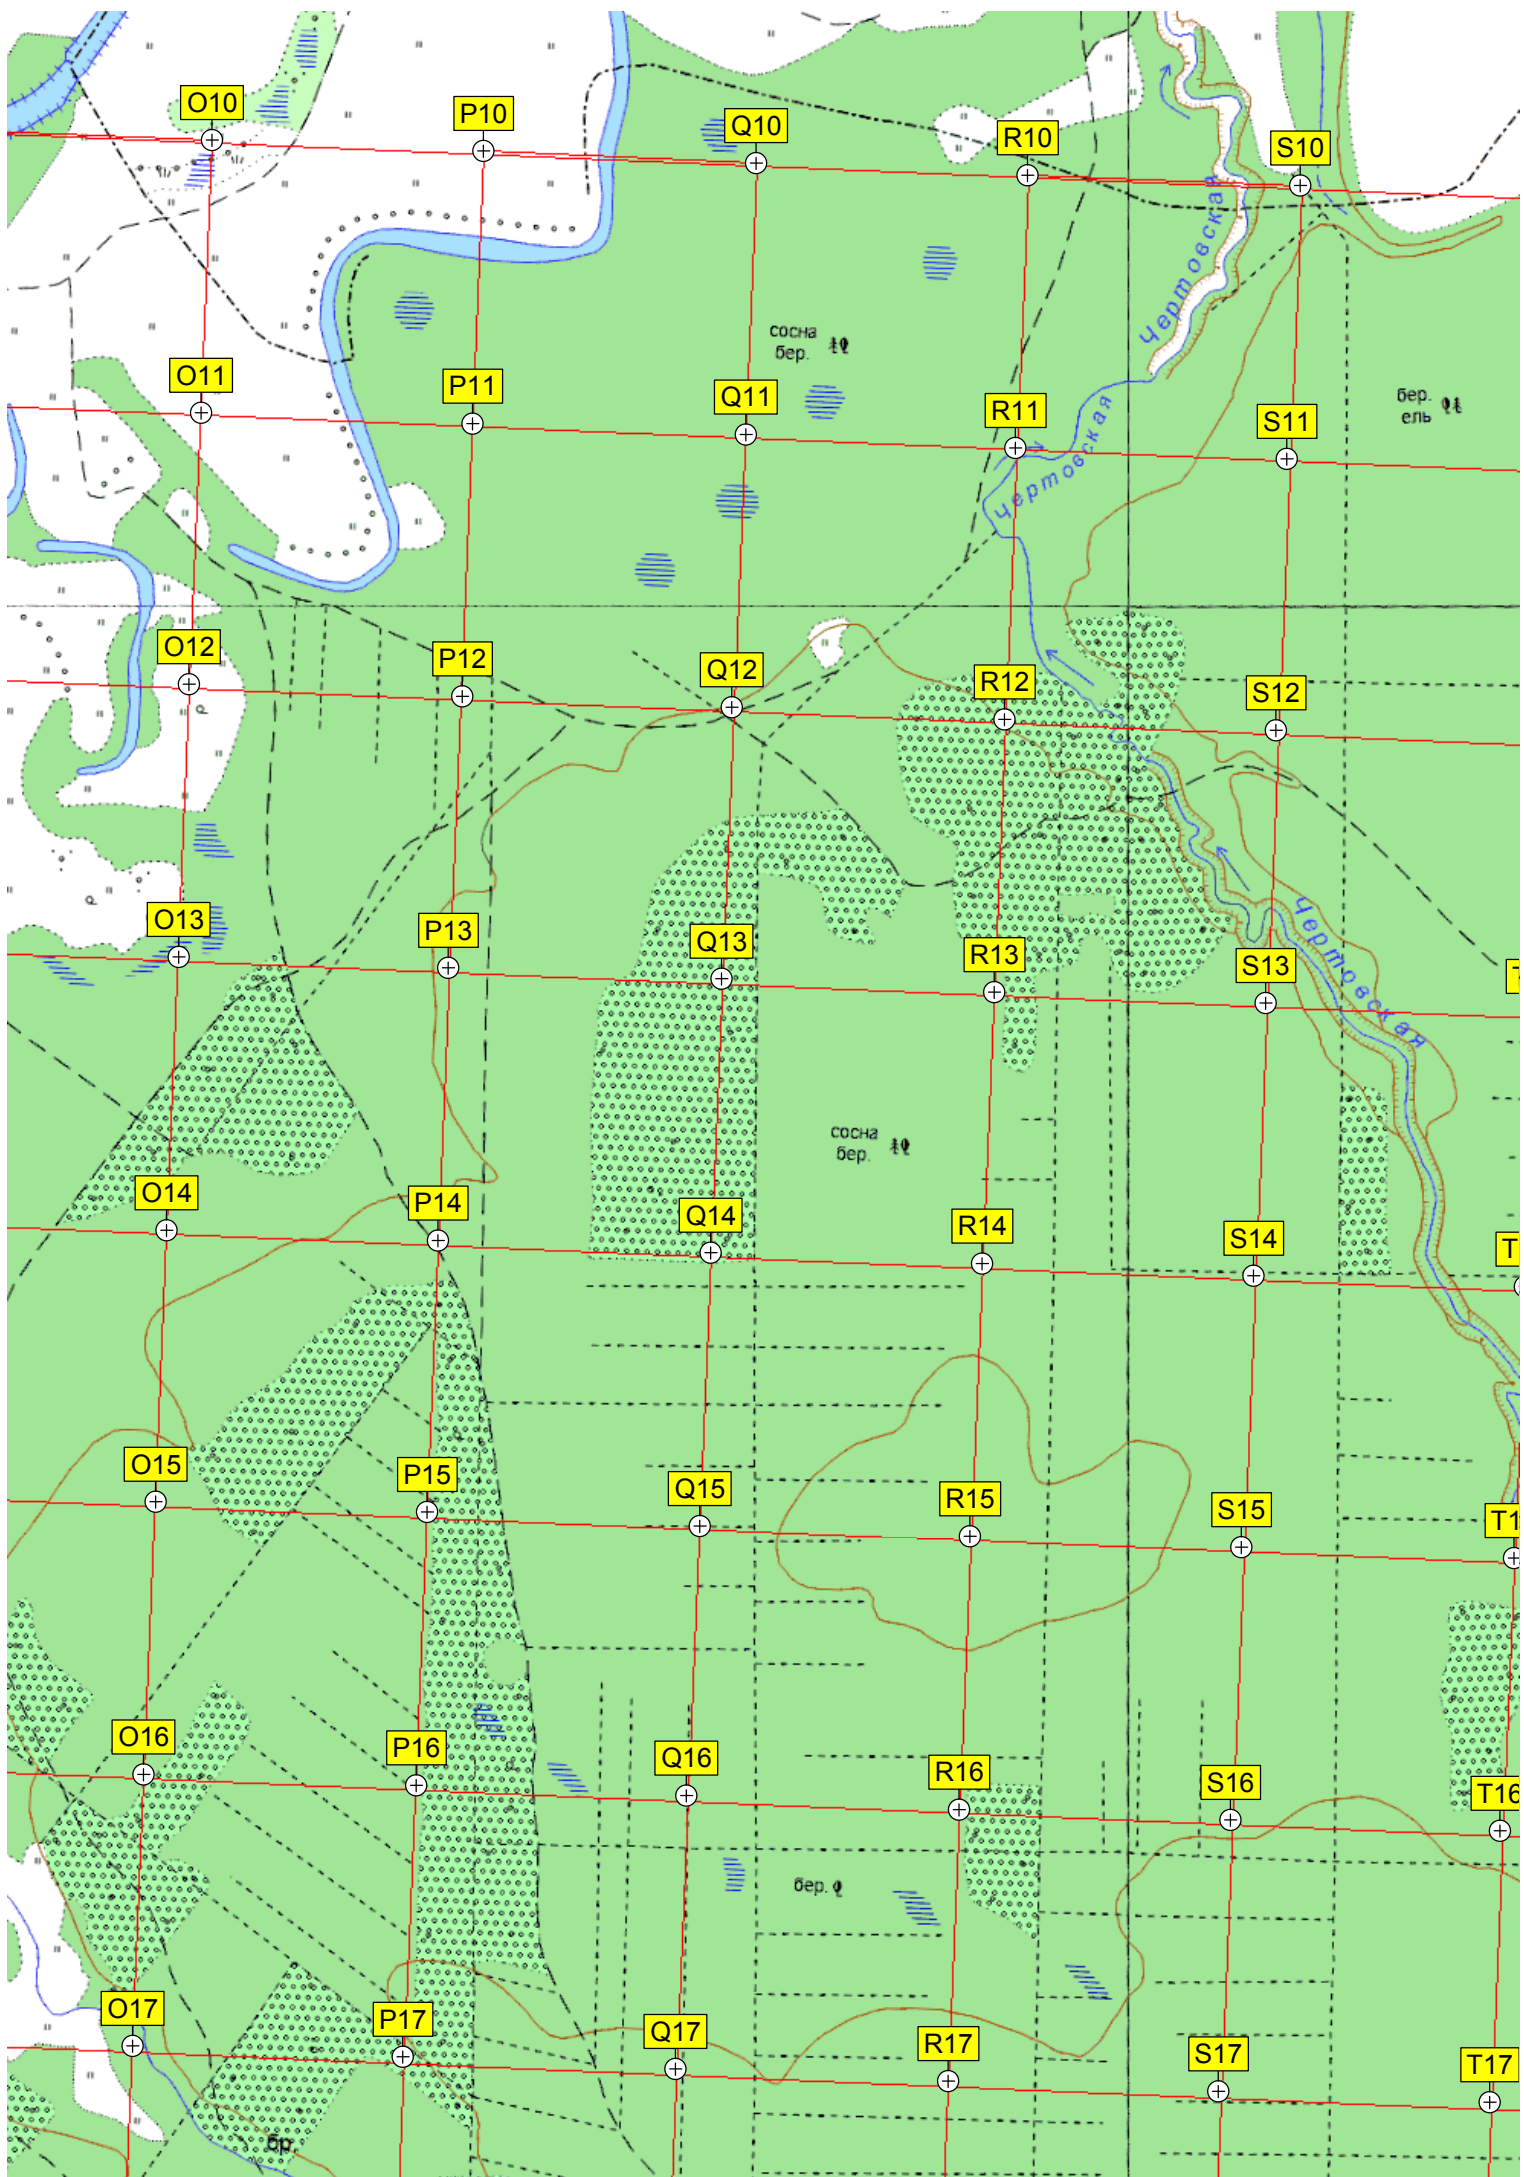 O10
P10
Q10
R10
S10
Чертовская
сосна
бер.
O11
P11
Q11
R11
S11
бер.
ель
Чертовская
O12
P12
Q12
R12
S12
O13
P13
Q13
R13
S13
Чертовская
сосна
бер.
O14
P14
Q14
R14
S14
O15
P15
Q15
R15
S15
O16
P16
Q16
R16
S16
T16
бер.
O17
P17
Q17
R17
S17
T17
бр.